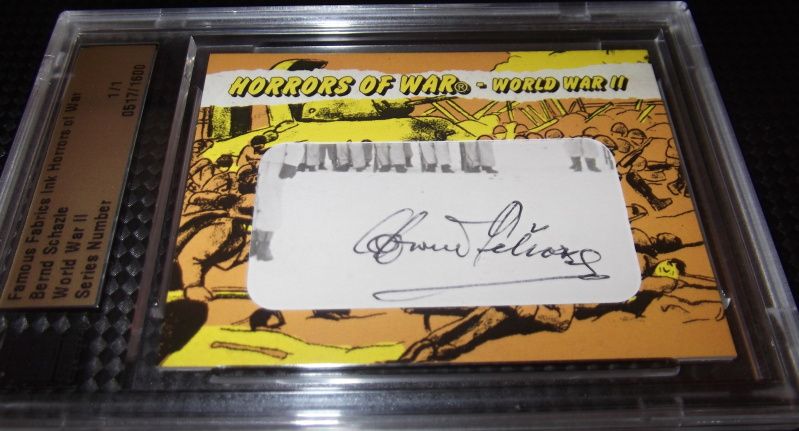 HORRORS OF WAR® - WORLD WAR II
Famous Fabrics Ink Horrors of War
Bernd Schazle
World War II
Series Number
1/1
0517/1600